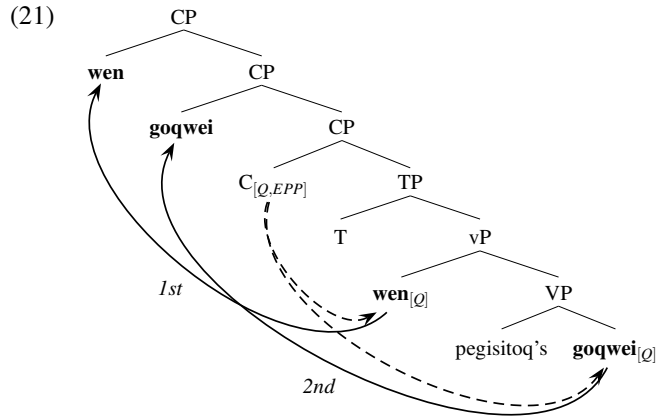 (21)
CP
wen
CP
goqwei
CP
C[Q,EPP]
TP
T
vP
1st
wen[Q]
VP
pegisitoq's
goqwei[Q]
2nd